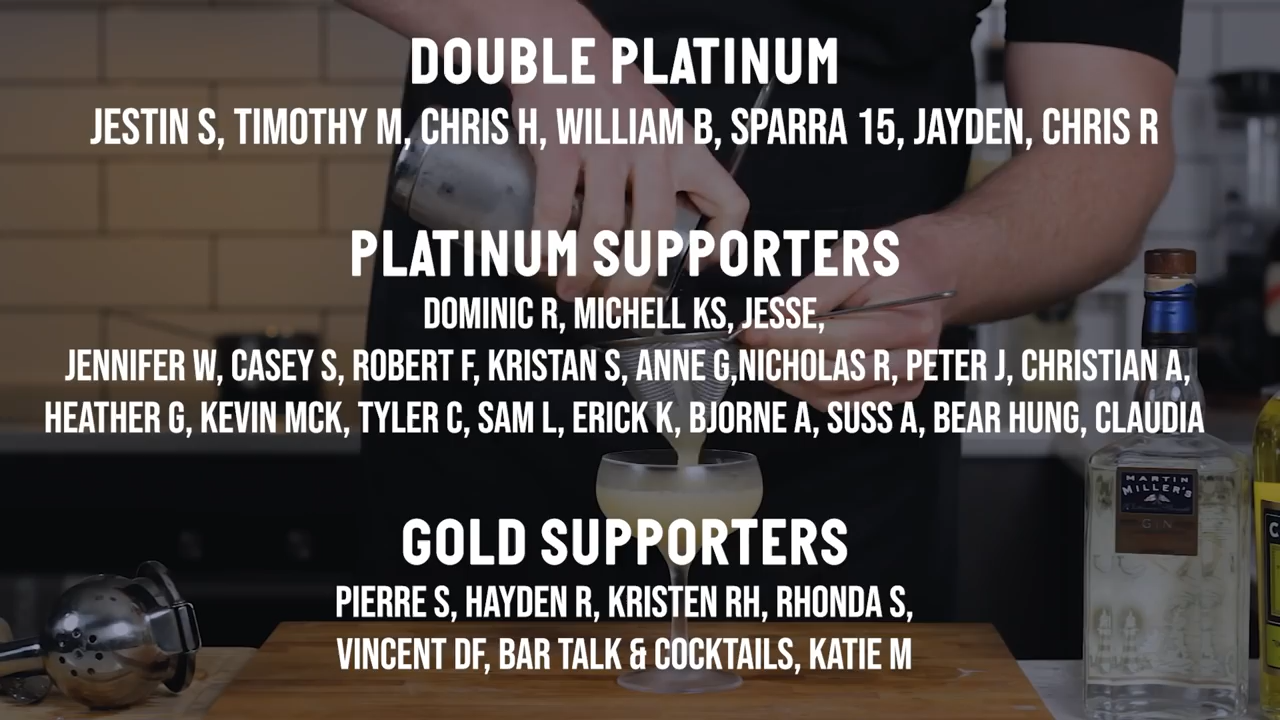 DOUBLE PLATINUM
JESTIN S, TIMOTHY M, CHRIS H, WILLIAM B, SPARRA 15, JAYDEN, CHRIS R
PLATINUM SUPPORTERS
DOMINIC R, MICHELL KS, JESSE,
JENNIFER W, CASEY S, ROBERT F, KRISTAN S, ANNE G,NICHOLAS R, PETER J, CHRISTIAN A,
HEATHER G, KEVIN MCK, TYLER C, SAM L, ERICK K, BJORNE A, SUSS A, BEAR HUNG, CLAUDIA
MARTIN
MILLER'S
GIN
GOLD SUPPORTERS
PIERRE S, HAYDEN R, KRISTEN RH, RHONDA S,
VINCENT DF, BAR TALK & COCKTAILS, KATIE M